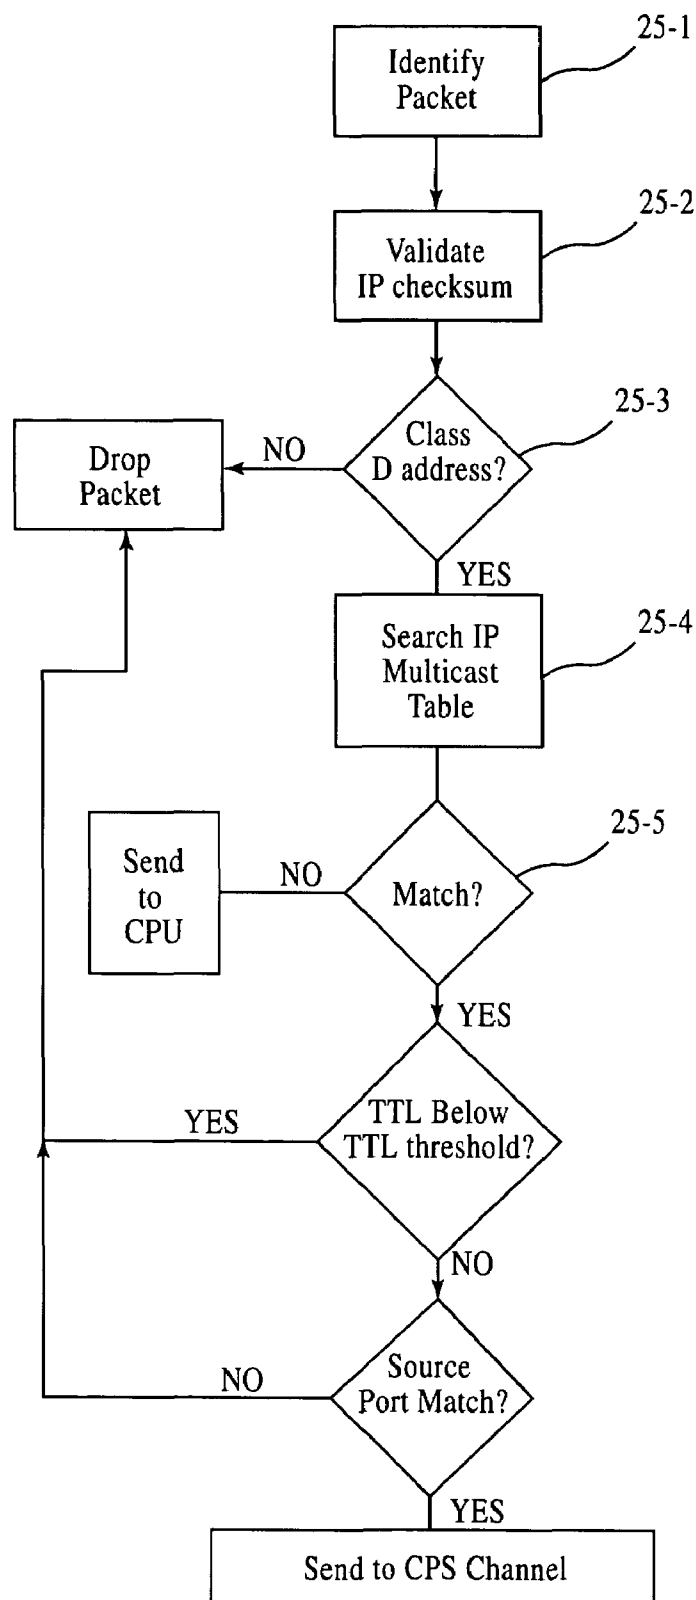 25-1
Identify
Packet
25-2
Validate
IP checksum
25-3
Class
D address?
NO
Drop
Packet
YES
25-4
Search IP
Multicast
Table
25-5
Match?
NO
Send
to
CPU
YES
TTL Below
TTL threshold?
YES
NO
Source
Port Match?
NO
YES
Send to CPS Channel